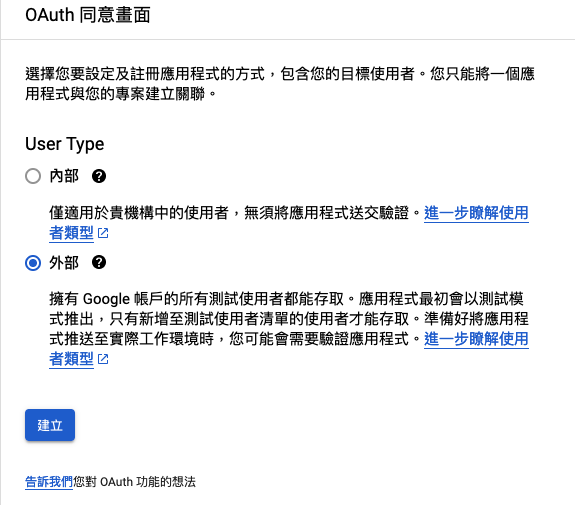 OAuth 同意畫面
選擇您要設定及註冊應用程式的方式，包含您的目標使用者。您只能將一個應
用程式與您的專案建立關聯。
User Type
內部
僅適用於貴機構中的使用者，無須將應用程式送交驗證。進一步瞭解使用
者類型
外部
擁有 Google 帳戶的所有測試使用者都能存取。應用程式最初會以測試模
式推出，只有新增至測試使用者清單的使用者才能存取。準備好將應用程
式推送至實際工作環境時，您可能會需要驗證應用程式。進一步瞭解使用
者類型
建立
告訴我們您對 OAuth 功能的想法